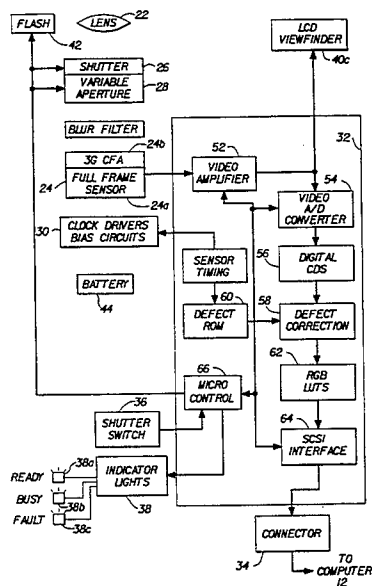 FLASH
42
LENS
22
LCD
VIEWFINDER
40c
SHUTTER
26
VARIABLE
APERTURE
28
BLUR FILTER
24b
3G CFA
24
FULL FRAME
SENSOR
24a
52
VIDEO
AMPLIFIER
32
54
VIDEO
A/D
CONVERTER
30
CLOCK DRIVERS
BIAS CIRCUITS
56
DIGITAL
CDS
SENSOR
TIMING
BATTERY
44
60
58
DEFECT
ROM
DEFECT
CORRECTION
62
RGB
LUTS
66
MICRO
CONTROL
36
SHUTTER
SWITCH
64
SCSI
INTERFACE
READY
38a
BUSY
38b
FAULT
38c
INDICATOR
LIGHTS
38
CONNECTOR
34
TO
COMPUTER
12